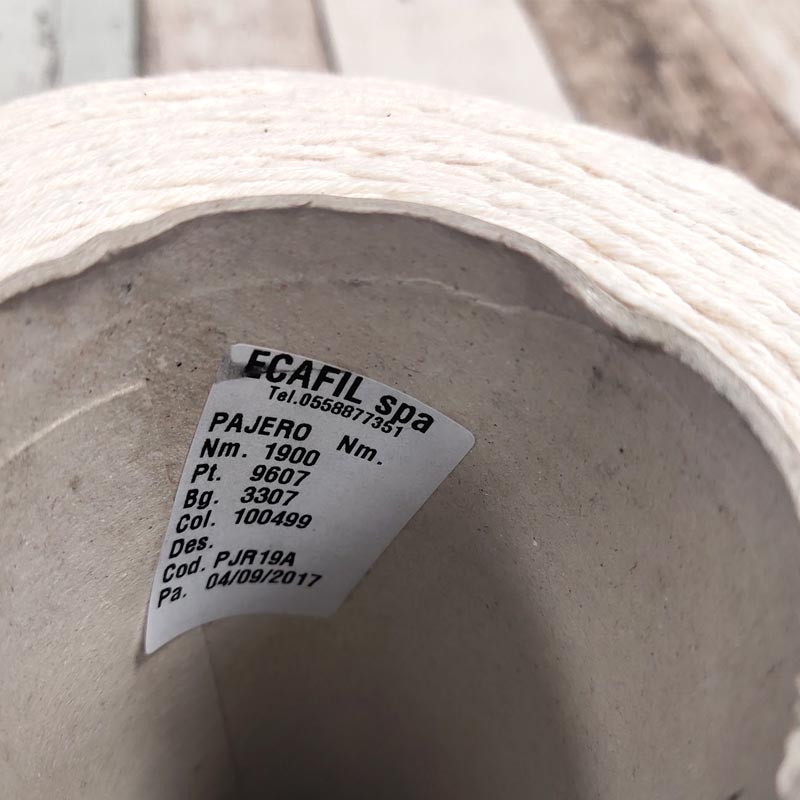 ECAFIL spa
Tel.0558877351
PAJERO Nm.
Nm. 1900
Pt. 9607
Bg. 3307
Col. 100499
Des.
Cod. PJR19A
Pa. 04/09/2017